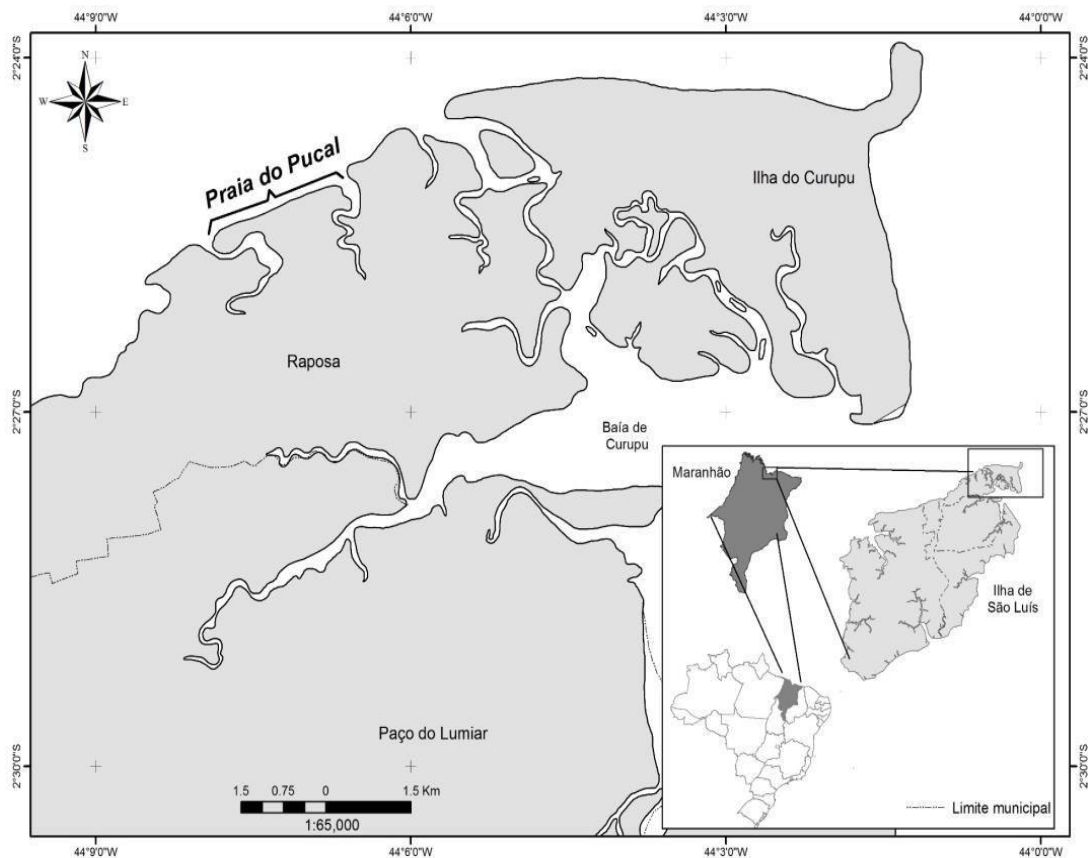 44°9'0"W 44°6'0"W 44°3'0"W 44°0'0"W
2°24'0"S 2°24'0"S
N
W E
S
Praia do Pucal
Ilha do Curupu
Raposa
2°27'0"S 2°27'0"S
Baía de
Curupu
Maranhão
Ilha de
São Luís
Paço do Lumiar
2°30'0"S 2°30'0"S
1.5 0.75 0 1.5 Km
1:65,000
Limite municipal
44°9'0"W 44°6'0"W 44°3'0"W 44°0'0"W